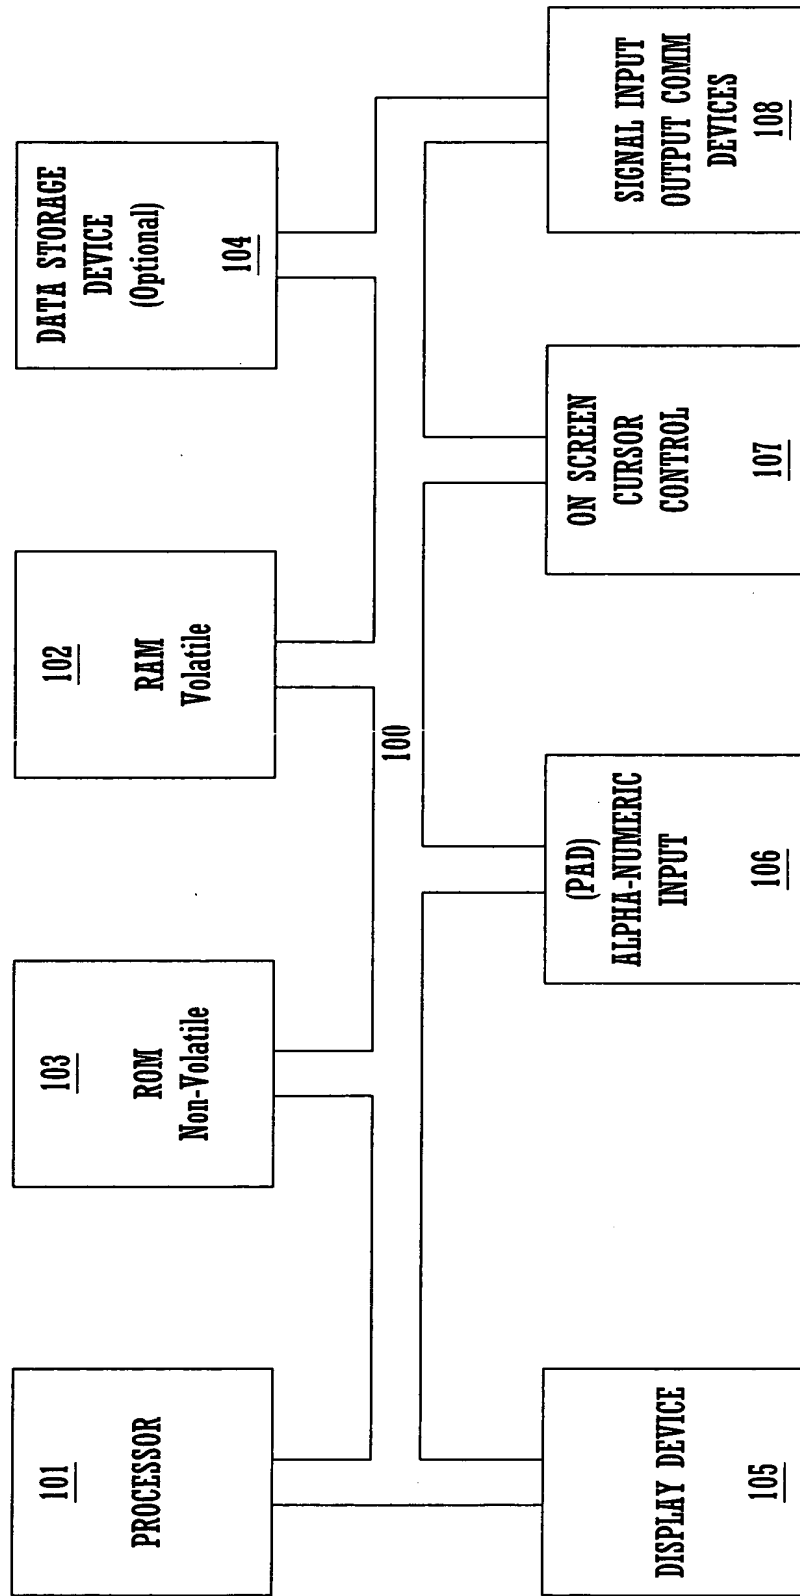 101
PROCESSOR
103
ROM
Non-Volatile
102
RAM
Volatile
DATA STORAGE
DEVICE
(Optional)
104
100
DISPLAY DEVICE
105
(PAD)
ALPHA-NUMERIC
INPUT
106
ON SCREEN
CURSOR
CONTROL
107
SIGNAL INPUT
OUTPUT COMM
DEVICES
108